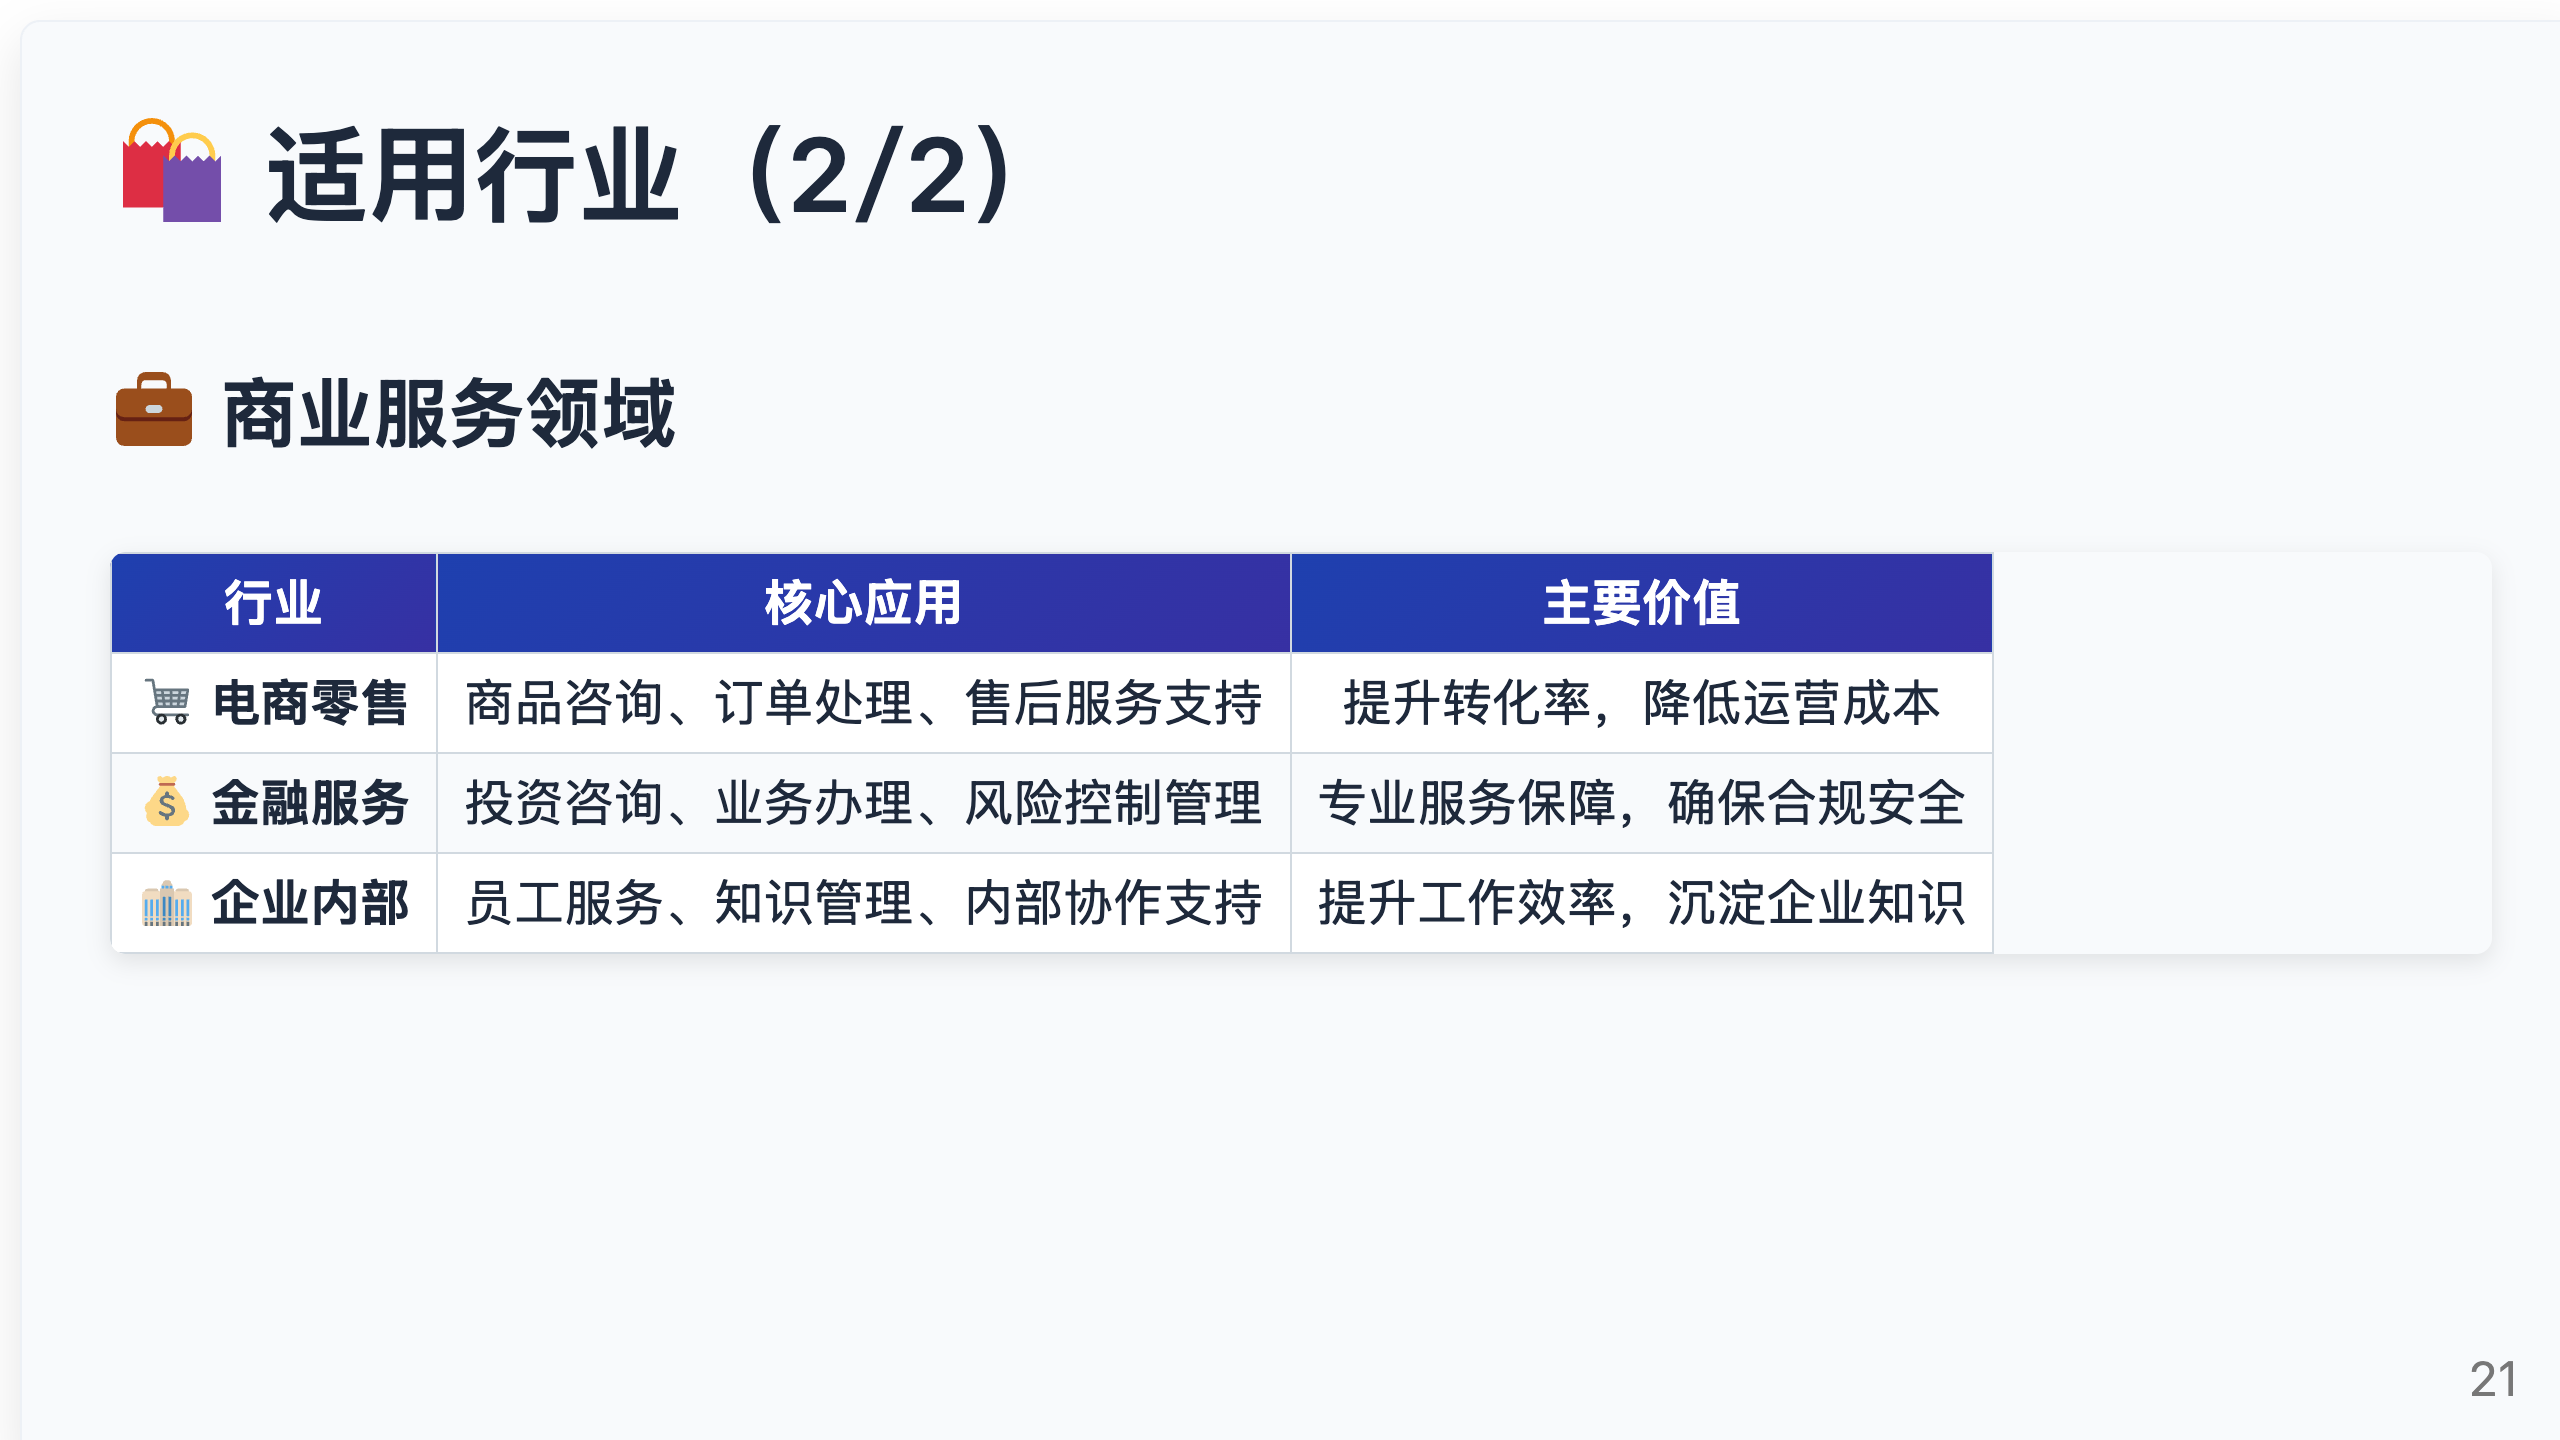 适用行业（2/2）
商业服务领域
行业 核心应用 主要价值
电商零售 商品咨询、订单处理、售后服务支持 提升转化率，降低运营成本
金融服务 投资咨询、业务办理、风险控制管理 专业服务保障，确保合规安全
企业内部 员工服务、知识管理、内部协作支持 提升工作效率，沉淀企业知识
21